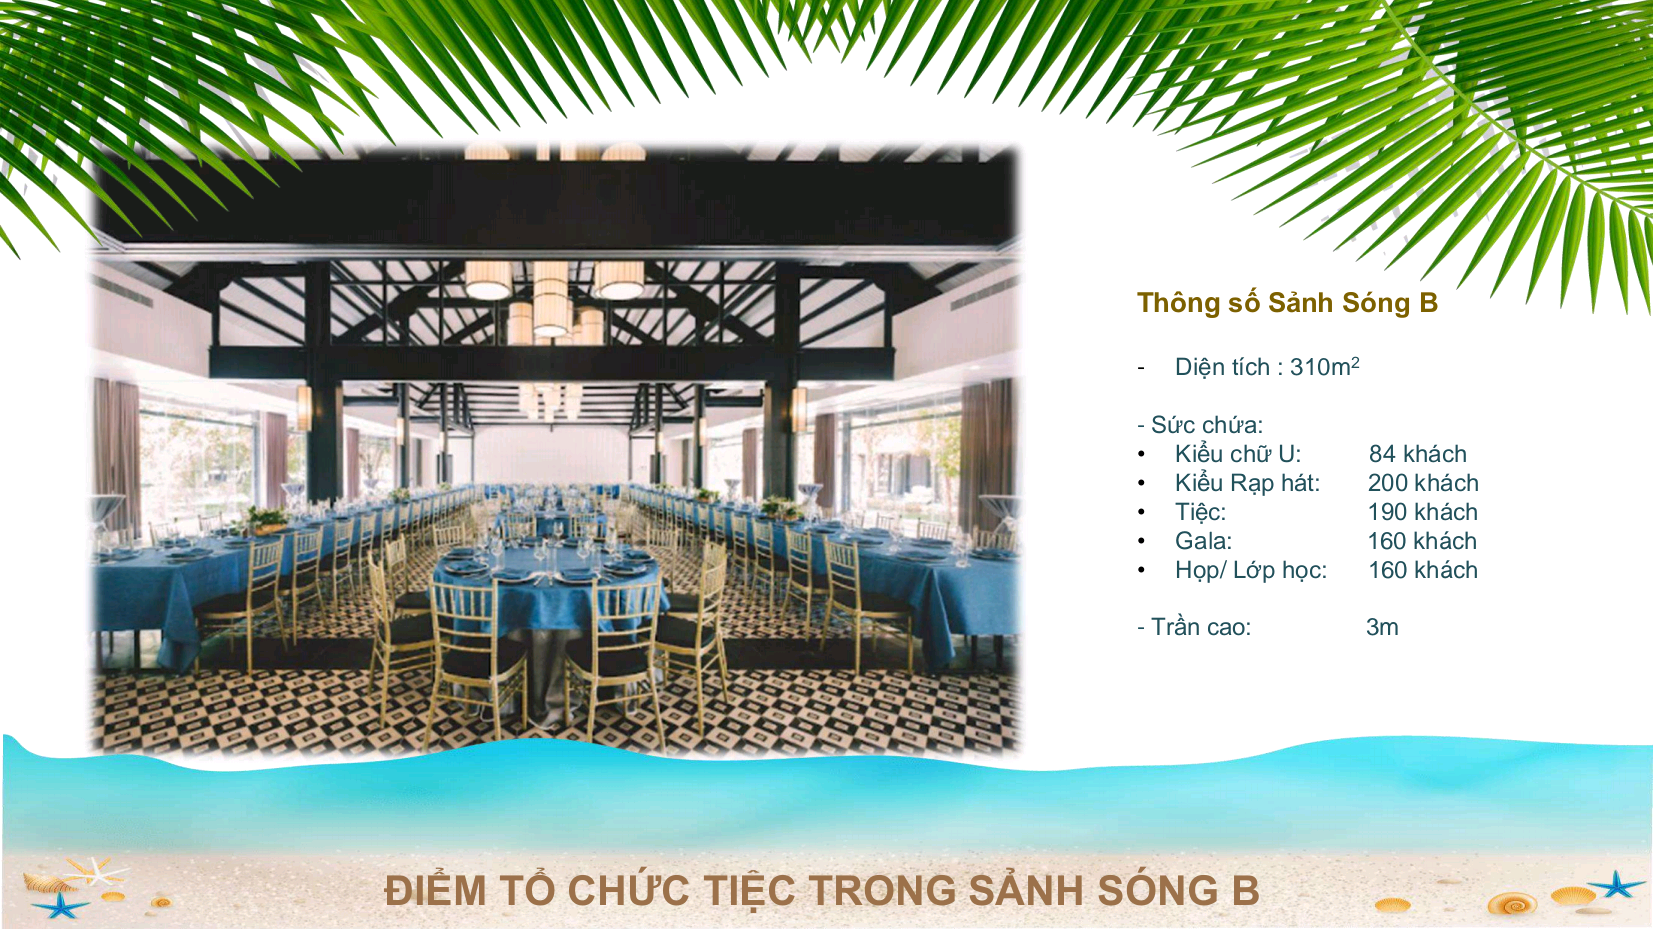 Thông số Sảnh Sóng B
- Diện tích : 310m²
- Sức chứa:
• Kiểu chữ U: 84 khách
• Kiểu Rạp hát: 200 khách
• Tiệc: 190 khách
• Gala: 160 khách
• Họp/ Lớp học: 160 khách
- Trần cao: 3m
ĐIỂM TỔ CHỨC TIỆC TRONG SẢNH SÓNG B